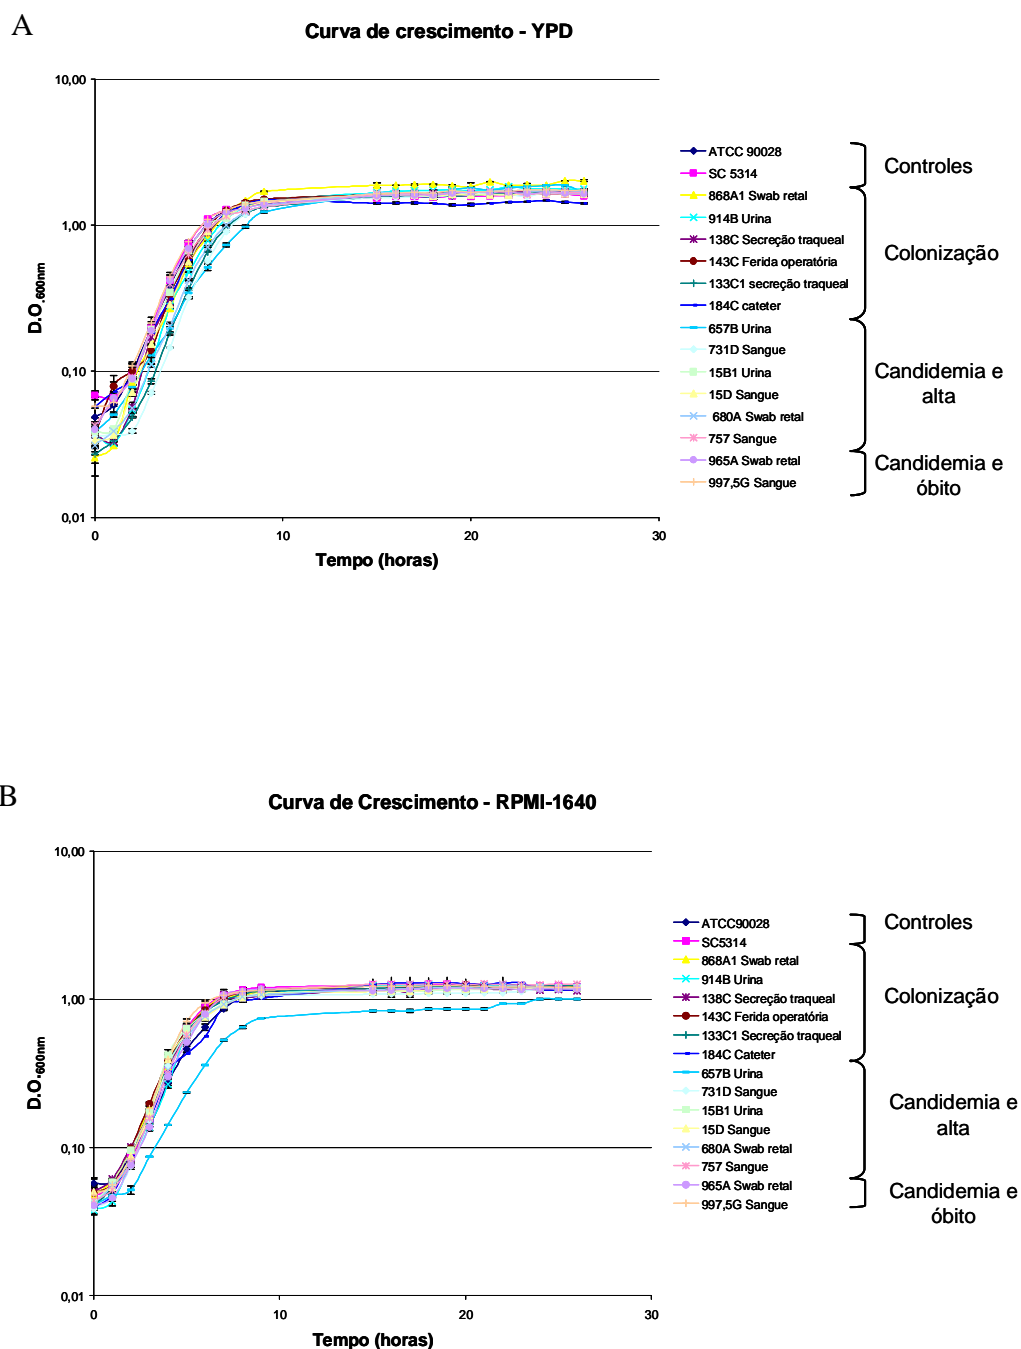 A
Curva de crescimento - YPD
10,00
1,00
0,10
0,01
D.O.600nm
0
10
20
30
Tempo (horas)
ATCC 90028
SC 5314
868A1 Swab retal
914B Urina
138C Secreção traqueal
143C Ferida operatória
133C1 secreção traqueal
184C cateter
657B Urina
731D Sangue
15B1 Urina
15D Sangue
680A Swab retal
757 Sangue
965A Swab retal
997,5G Sangue
Controles
Colonização
Candidemia e
alta
Candidemia e
óbito
B
Curva de Crescimento - RPMI-1640
10,00
1,00
0,10
0,01
D.O.600nm
0
10
20
30
Tempo (horas)
ATCC90028
SC5314
868A1 Swab retal
914B Urina
138C Secreção traqueal
143C Ferida operatória
133C1 Secreção traqueal
184C Cateter
657B Urina
731D Sangue
15B1 Urina
15D Sangue
680A Swab retal
757 Sangue
965A Swab retal
997,5G Sangue
Controles
Colonização
Candidemia e
alta
Candidemia e
óbito